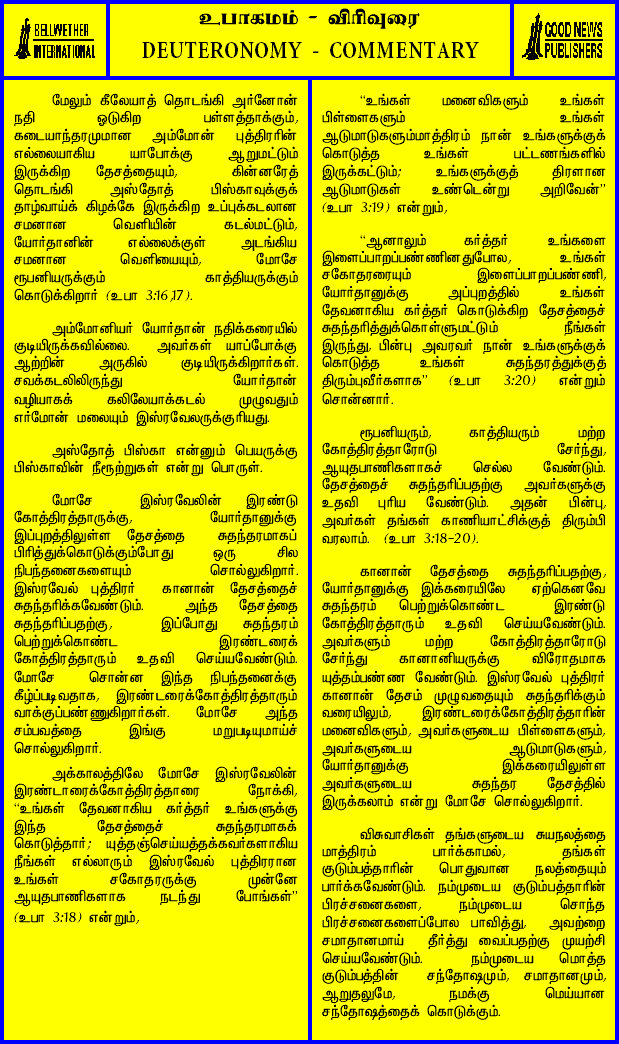 BELLWETHER
INTERNATIONAL
உபாகமம் - விரிவுரை
DEUTERONOMY - COMMENTARY
GOOD NEWS
PUBLISHERS
மேலும் கீலேயாத் தொடங்கி அர்னோன்
நதி ஓடுகிற பள்ளத்தாக்கும்,
கடையாந்தரமுமான அம்மோன் புத்திரரின்
எல்லையாகிய யாபோக்கு ஆறுமட்டும்
இருக்கிற தேசத்தையும், கின்னரேத்
தொடங்கி அஸ்தோத் பிஸ்காவுக்குத்
தாழ்வாய்க் கிழக்கே இருக்கிற உப்புக்கடலான
சமனான வெளியின் கடல்மட்டும்,
யோர்தானின் எல்லைக்குள் அடங்கிய
சமனான வெளியையும், மோசே
ரூபனியருக்கும் காத்தியருக்கும்
கொடுக்கிறார் (உபா 3:16,17).
அம்மோனியர் யோர்தான் நதிக்கரையில்
குடியிருக்கவில்லை. அவர்கள் யாப்போக்கு
ஆற்றின் அருகில் குடியிருக்கிறார்கள்.
சவக்கடலிலிருந்து யோர்தான்
வழியாகக் கலிலேயாக்கடல் முழுவதும்
எர்மோன் மலையும் இஸ்ரவேலருக்குரியது.
அஸ்தோத் பிஸ்கா என்னும் பெயருக்கு
பிஸ்காவின் நீரூற்றுகள் என்று பொருள்.
மோசே இஸ்ரவேலின் இரண்டு
கோத்திரத்தாருக்கு, யோர்தானுக்கு
இப்புறத்திலுள்ள தேசத்தை சுதந்தரமாகப்
பிரித்துக்கொடுக்கும்போது ஒரு சில
நிபந்தனைகளையும் சொல்லுகிறார்.
இஸ்ரவேல் புத்திரர் கானான் தேசத்தைச்
சுதந்தரிக்கவேண்டும். அந்த தேசத்தை
சுதந்தரிப்பதற்கு, இப்போது சுதந்தரம்
பெற்றுக்கொண்ட இரண்டரைக்
கோத்திரத்தாரும் உதவி செய்யவேண்டும்.
மோசே சொன்ன இந்த நிபந்தனைக்கு
கீழ்ப்படிவதாக, இரண்டரைக்கோத்திரத்தாரும்
வாக்குப்பண்ணுகிறார்கள். மோசே அந்த
சம்பவத்தை இங்கு மறுபடியுமாய்ச்
சொல்லுகிறார்.
அக்காலத்திலே மோசே இஸ்ரவேலின்
இரண்டாரைக்கோத்திரத்தாரை நோக்கி,
"உங்கள் தேவனாகிய கர்த்தர் உங்களுக்கு
இந்த தேசத்தைச் சுதந்தரமாகக்
கொடுத்தார்; யுத்தஞ்செய்யத்தக்கவர்களாகிய
நீங்கள் எல்லாரும் இஸ்ரவேல் புத்திரரான
உங்கள் சகோதரருக்கு முன்னே
ஆயுதபாணிகளாக நடந்து போங்கள்"
(உபா 3:18) என்றும்,
"உங்கள் மனைவிகளும் உங்கள்
பிள்ளைகளும் உங்கள்
ஆடுமாடுகளும்மாத்திரம் நான் உங்களுக்குக்
கொடுத்த உங்கள் பட்டணங்களில்
இருக்கட்டும்; உங்களுக்குத் திரளான
ஆடுமாடுகள் உண்டென்று அறிவேன்"
(உபா 3:19) என்றும்,
"ஆனாலும் கர்த்தர் உங்களை
இளைப்பாறப்பண்ணினதுபோல, உங்கள்
சகோதரரையும் இளைப்பாறப்பண்ணி,
யோர்தானுக்கு அப்புறத்தில் உங்கள்
தேவனாகிய கர்த்தர் கொடுக்கிற தேசத்தைச்
சுதந்தரித்துக்கொள்ளுமட்டும் நீங்கள்
இருந்து, பின்பு அவரவர் நான் உங்களுக்குக்
கொடுத்த உங்கள் சுதந்தரத்துக்குத்
திரும்புவீர்களாக" (உபா 3:20) என்றும்
சொன்னார்.
ரூபனியரும், காத்தியரும் மற்ற
கோத்திரத்தாரோடு சேர்ந்து,
ஆயுதபாணிகளாகச் செல்ல வேண்டும்.
தேசத்தைச் சுதந்தரிப்பதற்கு அவர்களுக்கு
உதவி புரிய வேண்டும். அதன் பின்பு,
அவர்கள் தங்கள் காணியாட்சிக்குத் திரும்பி
வரலாம். (உபா 3:18-20).
கானான் தேசத்தை சுதந்தரிப்பதற்கு,
யோர்தானுக்கு இக்கரையிலே ஏற்கெனவே
சுதந்தரம் பெற்றுக்கொண்ட இரண்டு
கோத்திரத்தாரும் உதவி செய்யவேண்டும்.
அவர்களும் மற்ற கோத்திரத்தாரோடு
சேர்ந்து கானானியருக்கு விரோதமாக
யுத்தம்பண்ண வேண்டும். இஸ்ரவேல் புத்திரர்
கானான் தேசம் முழுவதையும் சுதந்தரிக்கும்
வரையிலும், இரண்டரைக்கோத்திரத்தாரின்
மனைவிகளும், அவர்களுடைய பிள்ளைகளும்,
அவர்களுடைய ஆடுமாடுகளும்,
யோர்தானுக்கு இக்கரையிலுள்ள
அவர்களுடைய சுதந்தர தேசத்தில்
இருக்கலாம் என்று மோசே சொல்லுகிறார்.
விசுவாசிகள் தங்களுடைய சுயநலத்தை
மாத்திரம் பார்க்காமல், தங்கள்
குடும்பத்தாரின் பொதுவான நலத்தையும்
பார்க்கவேண்டும். நம்முடைய குடும்பத்தாரின்
பிரச்சனைகளை, நம்முடைய சொந்த
பிரச்சனைகளைப்போல பாவித்து, அவற்றை
சமாதானமாய் தீர்த்து வைப்பதற்கு முயற்சி
செய்யவேண்டும். நம்முடைய மொத்த
குடும்பத்தின் சந்தோஷமும், சமாதானமும்,
ஆறுதலுமே, நமக்கு மெய்யான
சந்தோஷத்தைக் கொடுக்கும்.